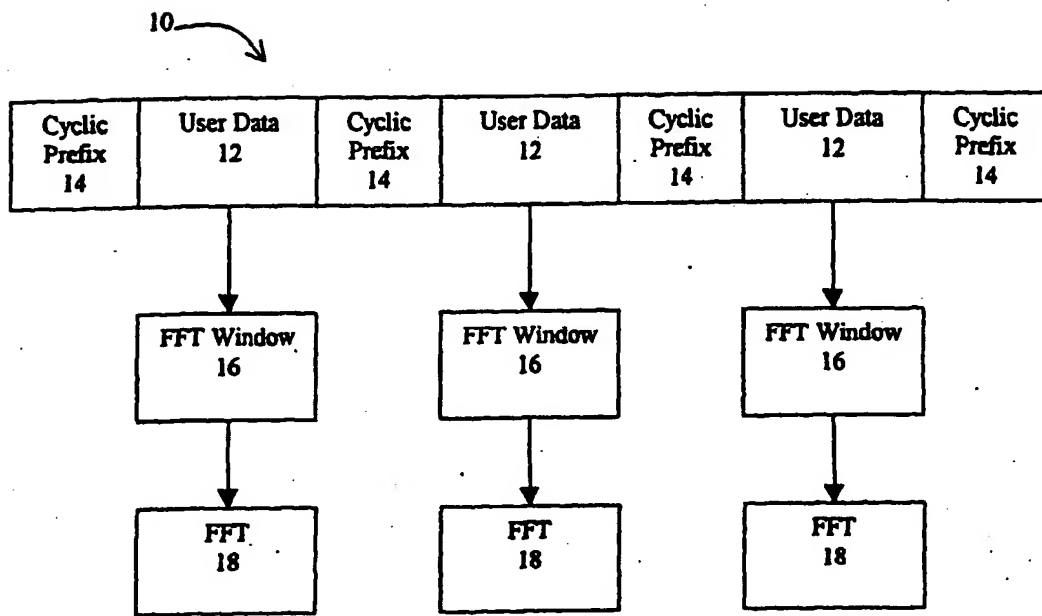 10
Cyclic
Prefix
14
User Data
12
Cyclic
Prefix
14
User Data
12
Cyclic
Prefix
14
User Data
12
Cyclic
Prefix
14
FFT Window
16
FFT Window
16
FFT Window
16
FFT
18
FFT
18
FFT
18